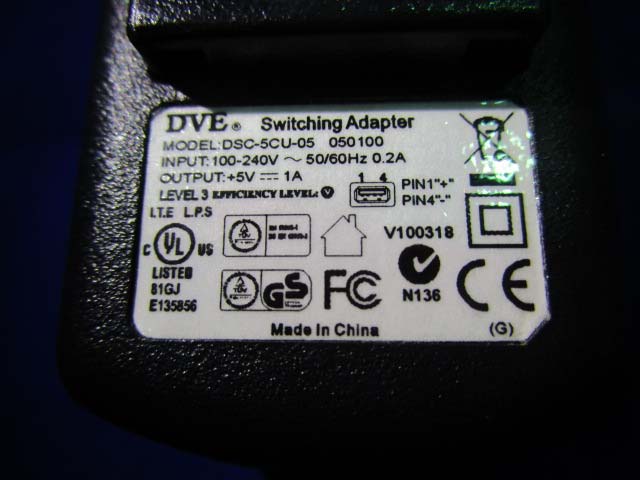 DVE® Switching Adapter
MODEL:DSC-5CU-05 050100
INPUT:100-240V ~ 50/60Hz 0.2A
OUTPUT:+5V ⎓ 1A
LEVEL 3 EFFICIENCY LEVEL: V
1 4
PIN1"+"
PIN4"-"
I.T.E L.P.S
C UL US
LISTED
81GJ
E135856
TUV
TUV GS
FC
V100318
N136
CE
Made In China
(G)